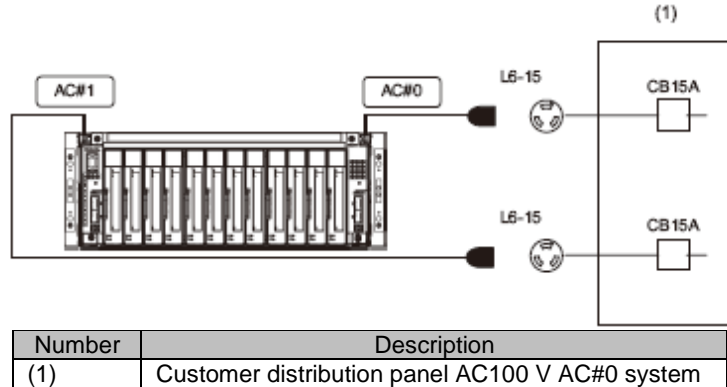 (1)
L6-15
AC#1
AC#0
CB15A
L6-15
CB15A
Number Description
(1) Customer distribution panel AC100 V AC#0 system